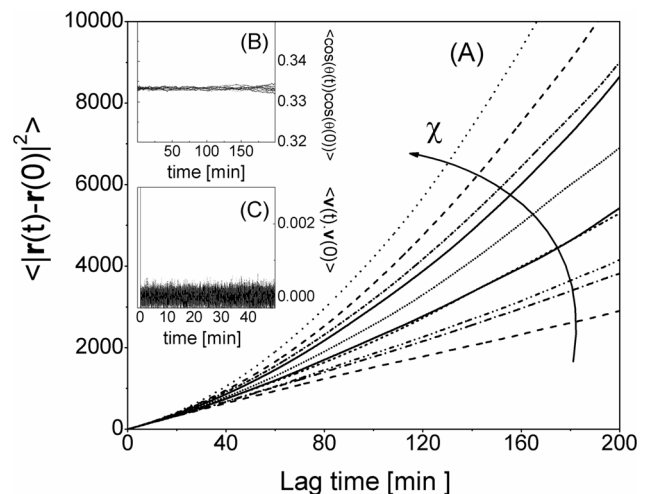 10000
8000
6000
4000
2000
0
<|r(t)-r(0)|²>
0
40
80
120
160
200
Lag time [min ]
(A)
χ
(B)
0.34
0.33
0.32
<cos(θ(t))cos(θ(0))>
50
100
150
time [min]
(C)
0.002
0.000
<v(t).v(0)>
0
10
20
30
40
time [min]